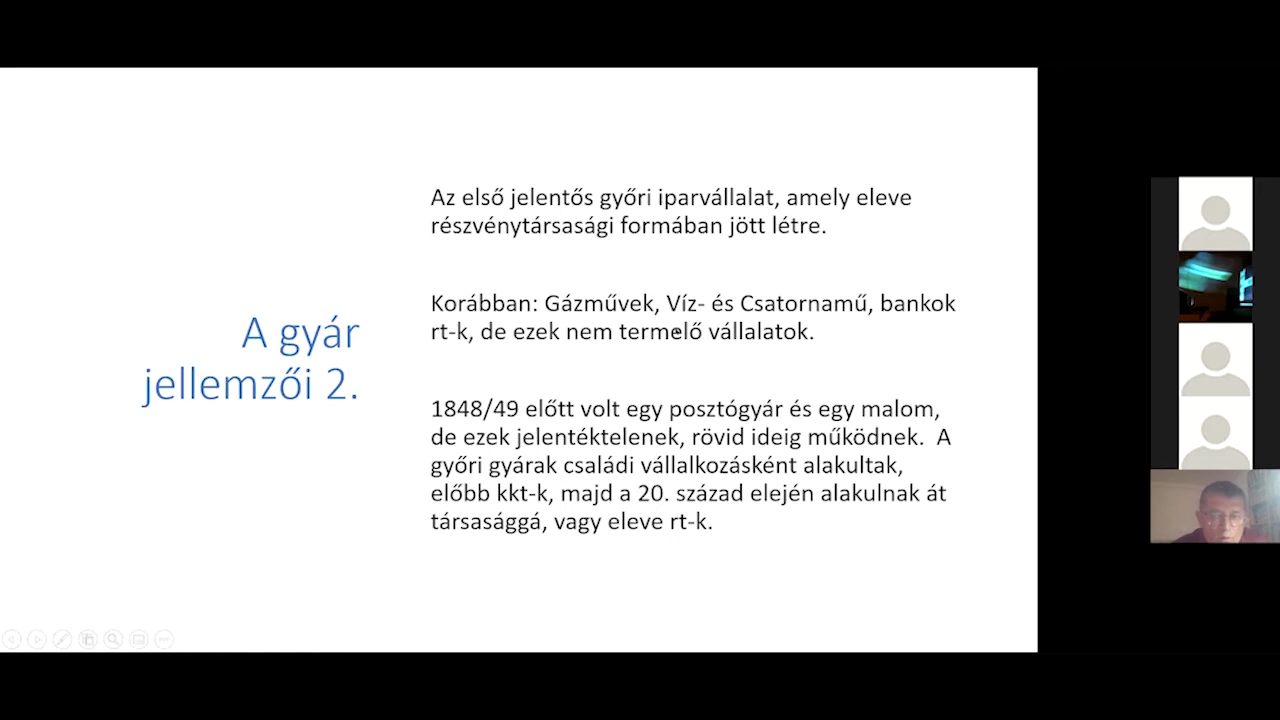 A gyár
jellemzői 2.
Az első jelentős győri iparvállalat, amely eleve
részvénytársasági formában jött létre.
Korábban: Gázművek, Víz- és Csatornamű, bankok
rt-k, de ezek nem termelő vállalatok.
1848/49 előtt volt egy posztógyár és egy malom,
de ezek jelentéktelenek, rövid ideig működnek.  A
győri gyárak családi vállalkozásként alakultak,
előbb kkt-k, majd a 20. század elején alakulnak át
társasággá, vagy eleve rt-k.